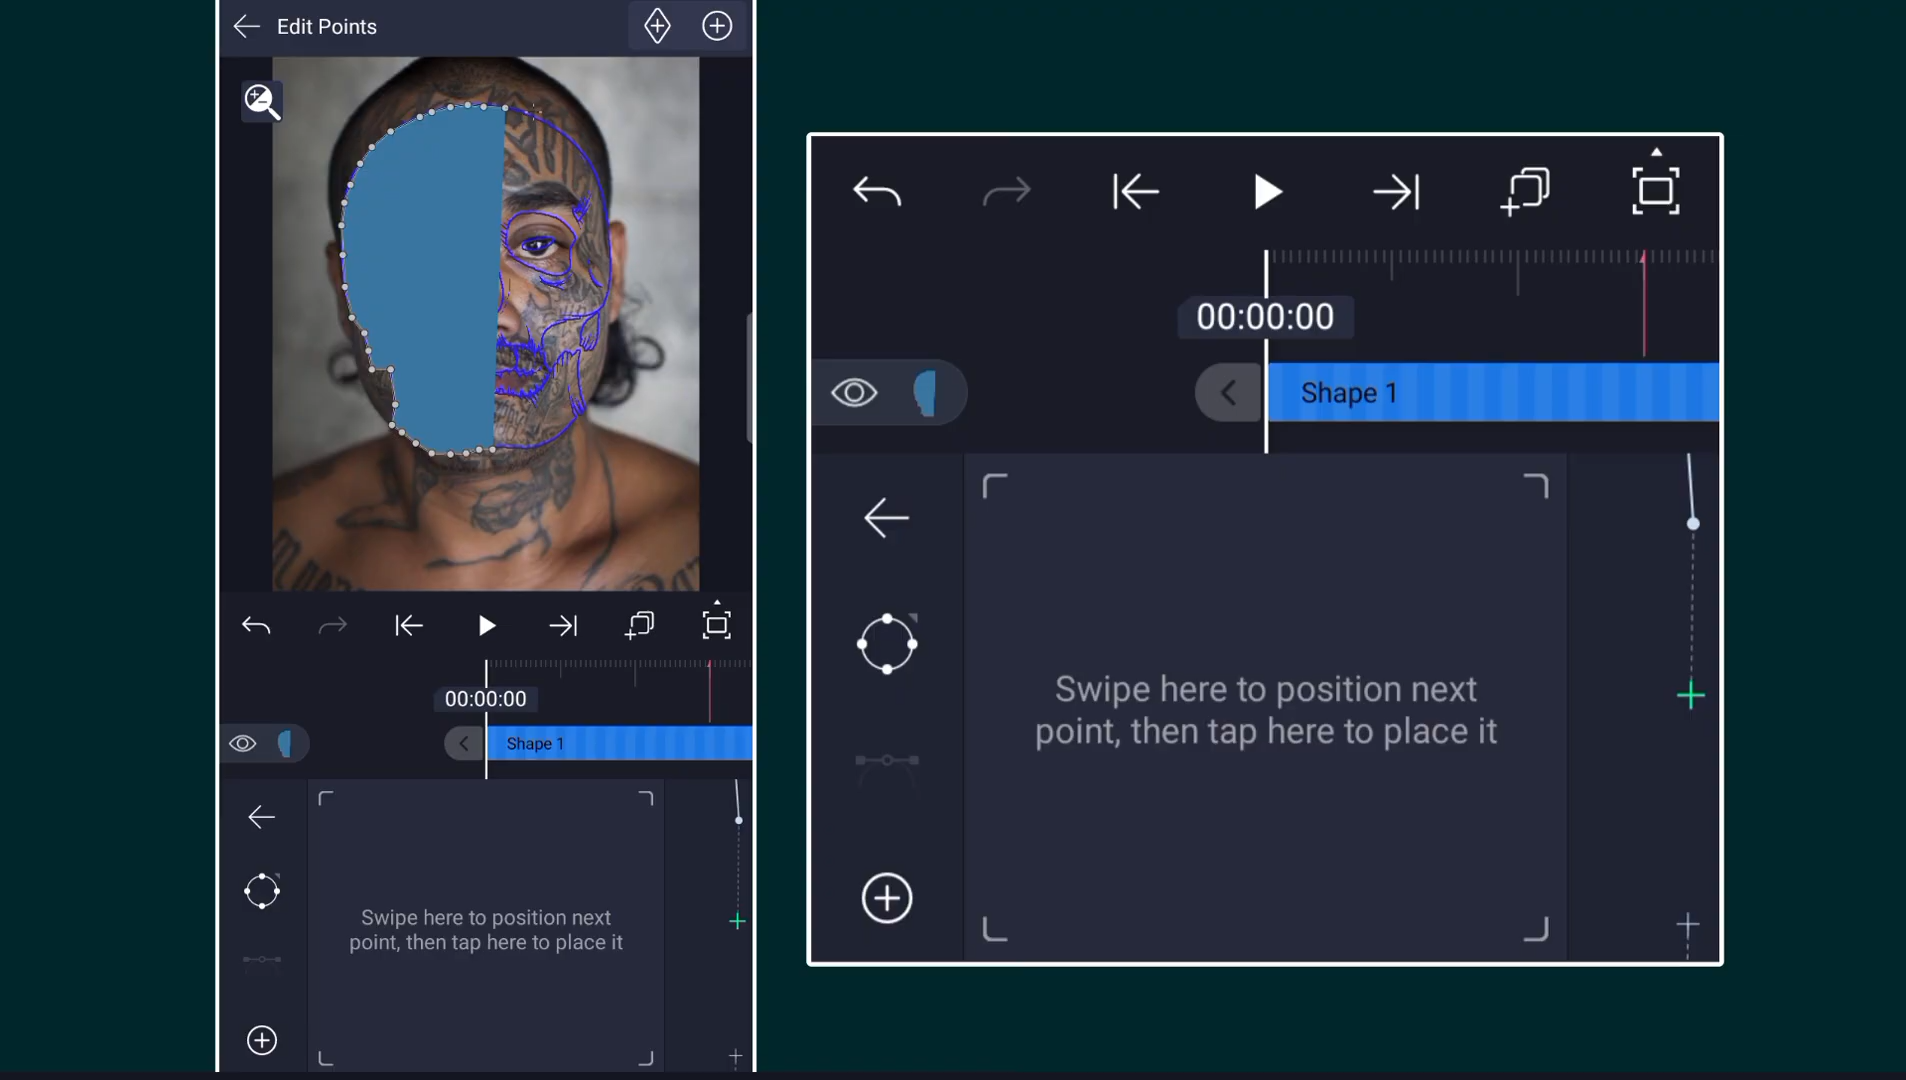 Edit Points
00:00:00
Shape 1
Swipe here to position next
point, then tap here to place it
00:00:00
Shape 1
Swipe here to position next
point, then tap here to place it